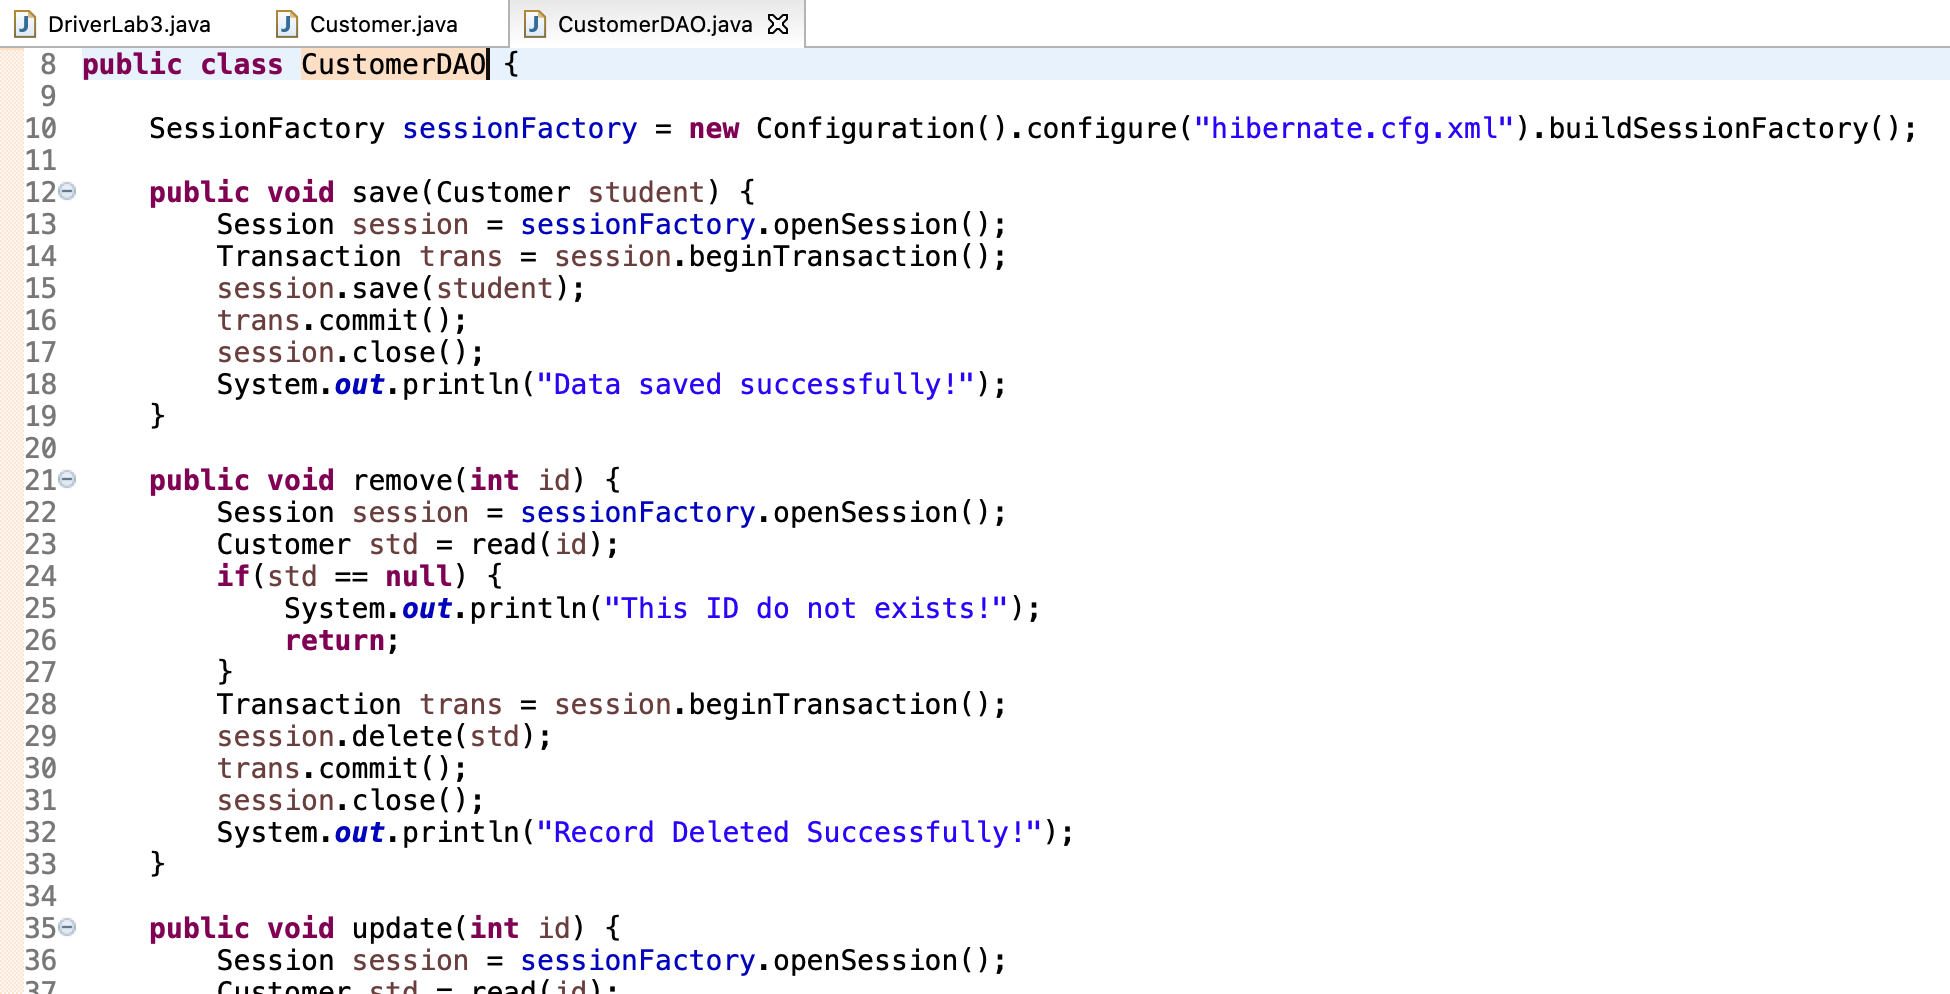 DriverLab3.java Customer.java CustomerDAO.java
8 public class CustomerDAO {
9
10 SessionFactory sessionFactory = new Configuration().configure("hibernate.cfg.xml").buildSessionFactory();
11
12 public void save(Customer student) {
13 Session session = sessionFactory.openSession();
14 Transaction trans = session.beginTransaction();
15 session.save(student);
16 trans.commit();
17 session.close();
18 System.out.println("Data saved successfully!");
19 }
20
21 public void remove(int id) {
22 Session session = sessionFactory.openSession();
23 Customer std = read(id);
24 if(std == null) {
25 System.out.println("This ID do not exists!");
26 return;
27 }
28 Transaction trans = session.beginTransaction();
29 session.delete(std);
30 trans.commit();
31 session.close();
32 System.out.println("Record Deleted Successfully!");
33 }
34
35 public void update(int id) {
36 Session session = sessionFactory.openSession();
37 Customer std = read(id);